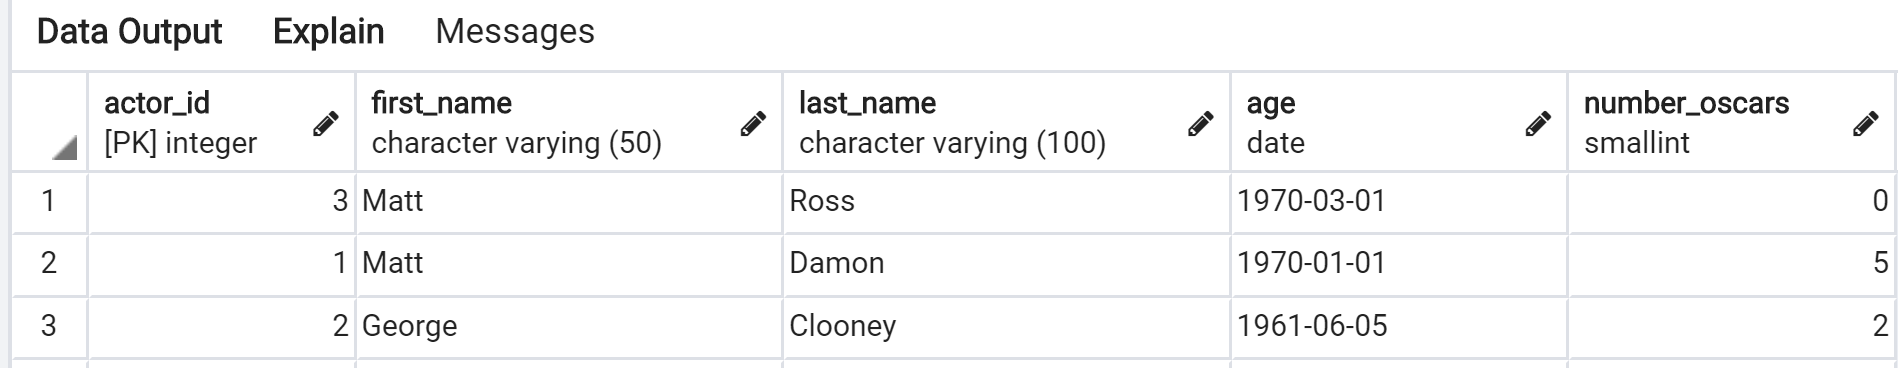 Data Output Explain Messages
actor_id first_name last_name age number_oscars
[PK] integer character varying (50) character varying (100) date smallint
1 3 Matt Ross 1970-03-01 0
2 1 Matt Damon 1970-01-01 5
3 2 George Clooney 1961-06-05 2